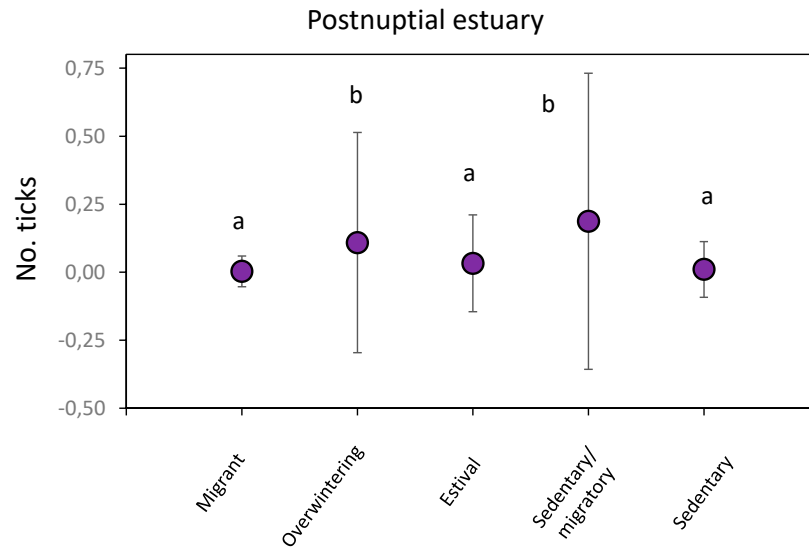 Postnuptial estuary
No. ticks
0,75
0,50
0,25
0,00
-0,25
-0,50
a
b
a
b
a
Migrant
Overwintering
Estival
Sedentary/
migratory
Sedentary